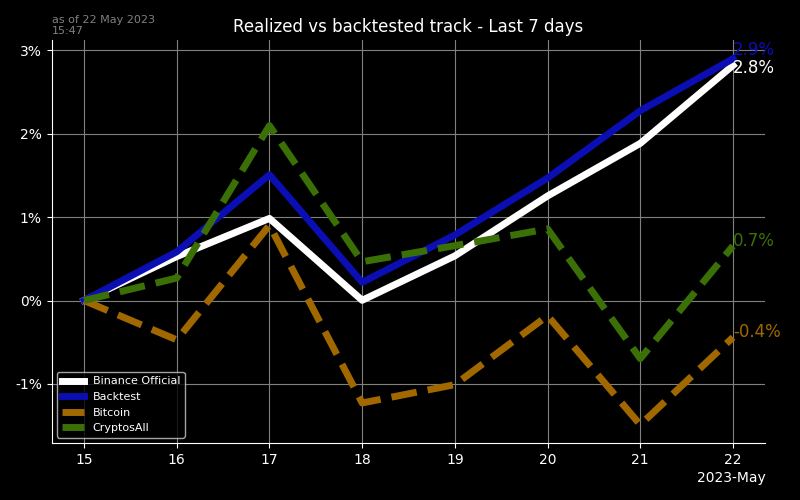 as of 22 May 2023
15:47
Realized vs backtested track - Last 7 days
3%
2%
1%
0%
-1%
2.9%
2.8%
0.7%
-0.4%
Binance Official
Backtest
Bitcoin
CryptosAll
15 16 17 18 19 20 21 22
2023-May